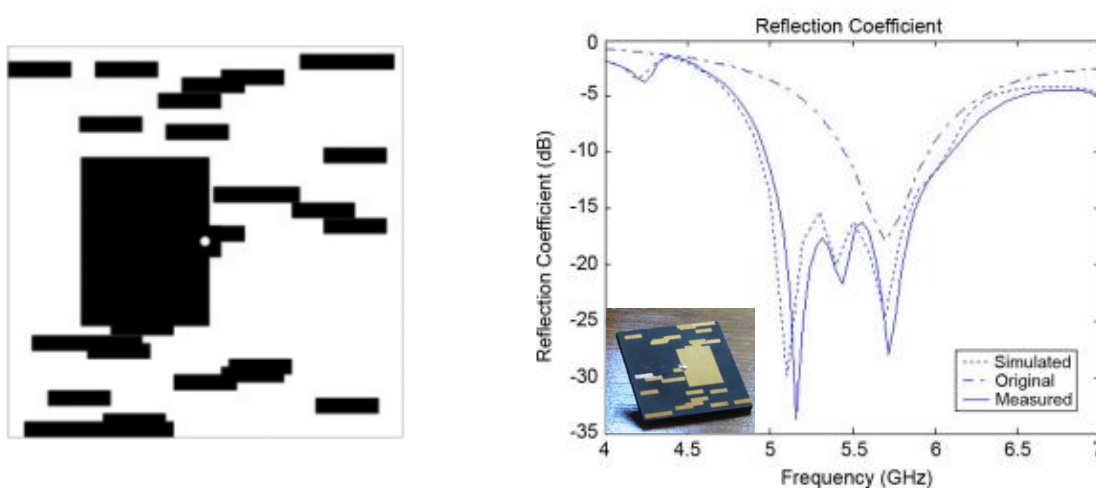 Reflection Coefficient
Reflection Coefficient (dB)
0
-5
-10
-15
-20
-25
-30
-35
Simulated
Original
Measured
4
4.5
5
5.5
6
6.5
7
Frequency (GHz)